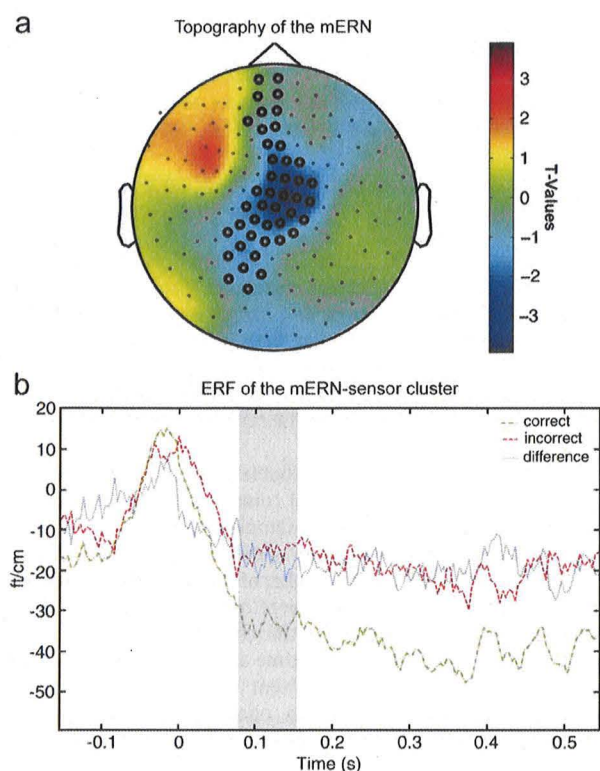 a
Topography of the mERN
3
2
1
0
−1
−2
−3
T-Values
b
ERF of the mERN-sensor cluster
20
10
0
-10
-20
-30
-40
-50
ft/cm
correct
incorrect
difference
-0.1
0
0.1
0.2
0.3
0.4
0.5
Time (s)